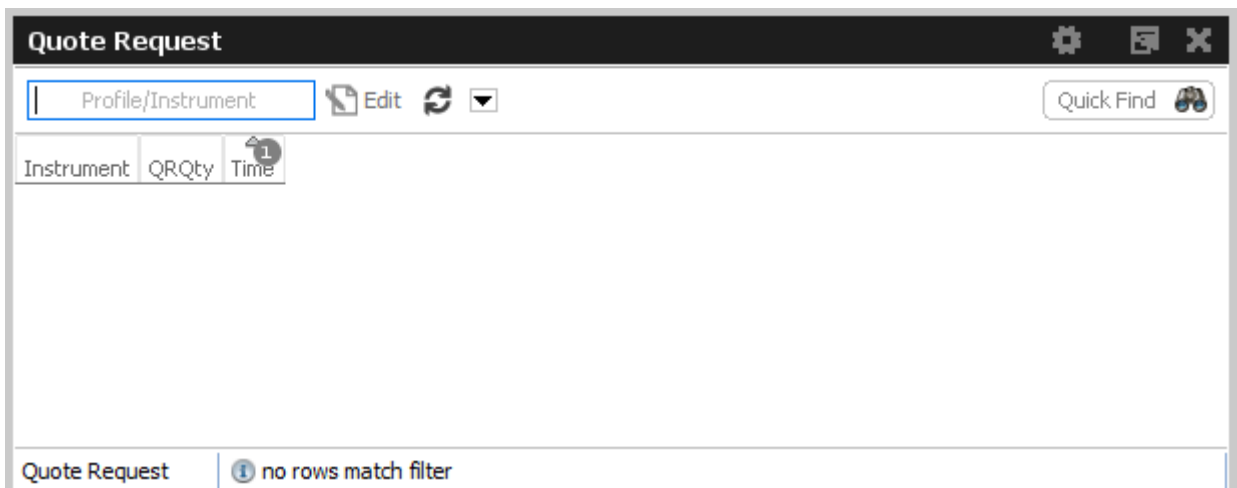 Quote Request
Profile/Instrument Edit Quick Find
Instrument QRQty Time 1
Quote Request no rows match filter